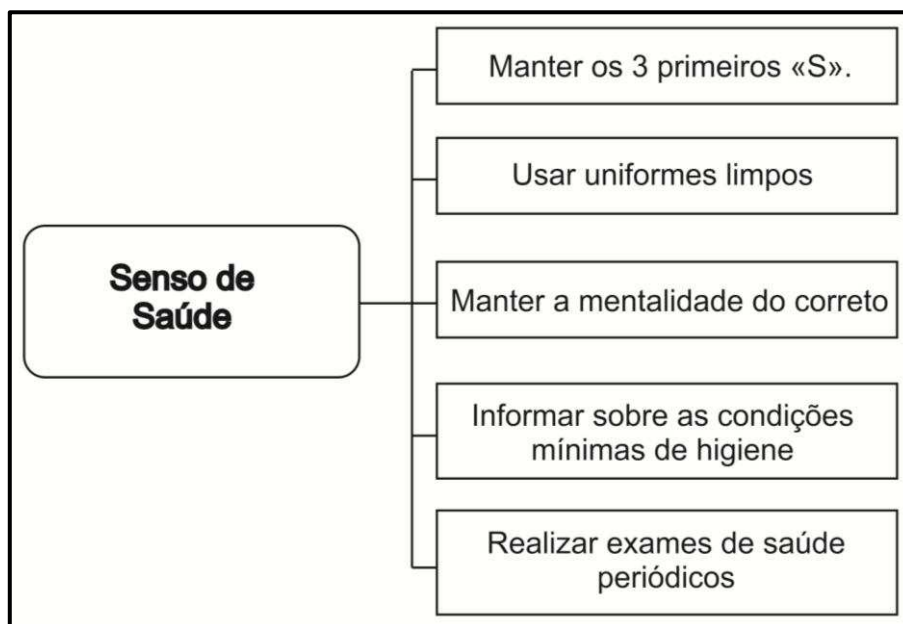 Senso de
Saúde
Manter os 3 primeiros «S».
Usar uniformes limpos
Manter a mentalidade do correto
Informar sobre as condições
mínimas de higiene
Realizar exames de saúde
periódicos